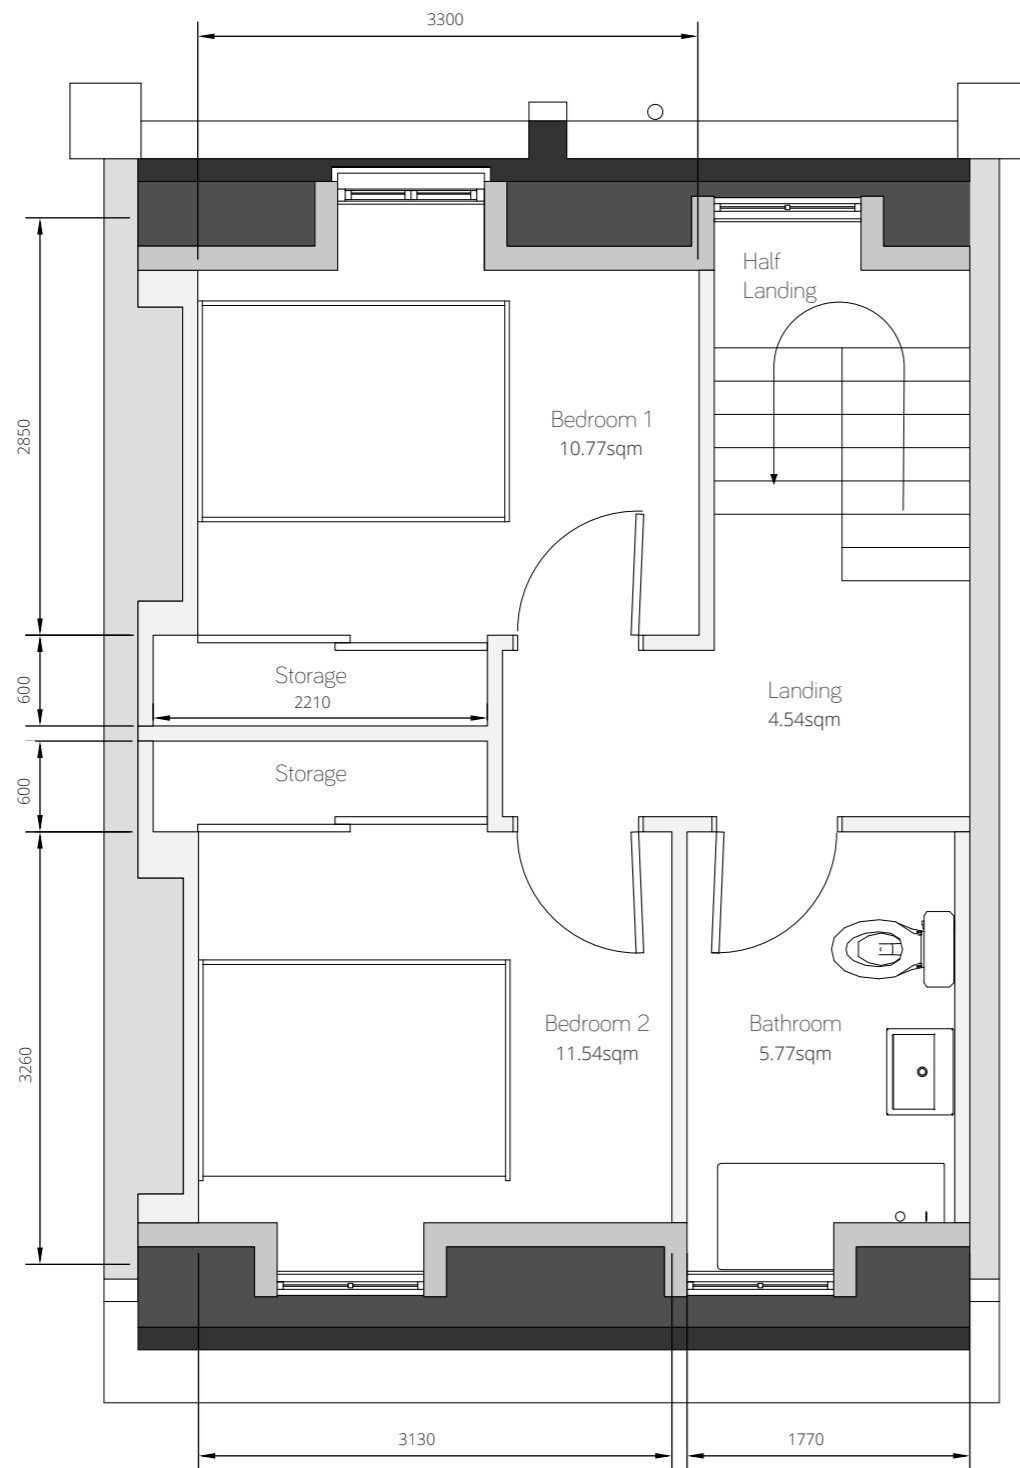 3300
Half
Landing
2850
Bedroom 1
10.77sqm
600
Storage
2210
Landing
4.54sqm
600
Storage
3260
Bedroom 2
11.54sqm
Bathroom
5.77sqm
3130
1770